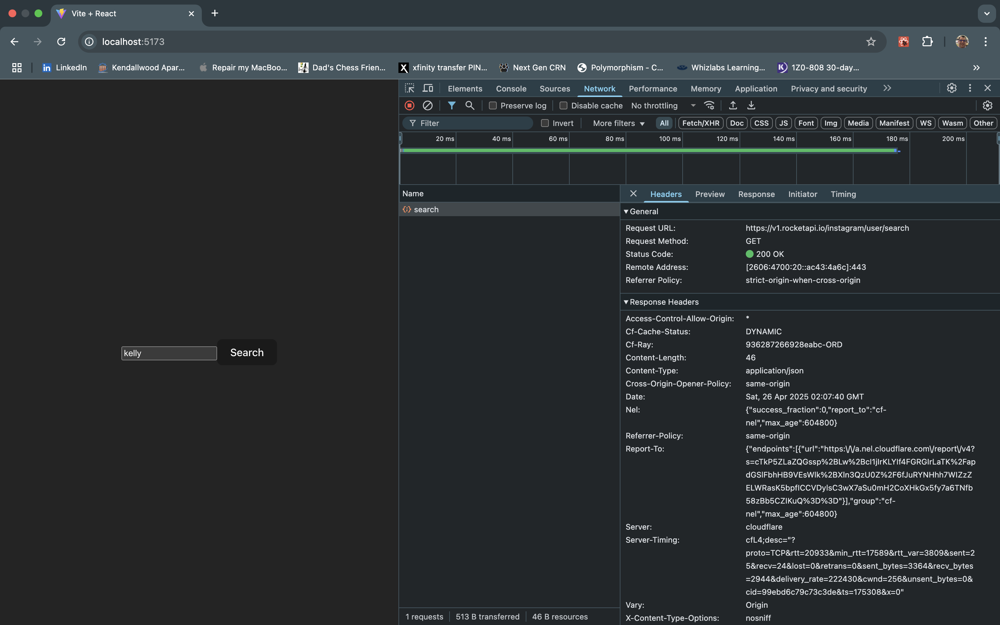 Vite + React
localhost:5173
LinkedIn
Kendallwood Apar...
Repair my MacBoo...
Dad's Chess Frien...
xfinity transfer PIN...
Next Gen CRN
Polymorphism - C...
Whizlabs Learning...
1Z0-808 30-day...
Elements Console Sources Network Performance Memory Application Privacy and security
Preserve log Disable cache No throttling
Filter Invert More filters All Fetch/XHR Doc CSS JS Font Img Media Manifest WS Wasm Other
20 ms 40 ms 60 ms 80 ms 100 ms 120 ms 140 ms 160 ms 180 ms 200 ms
kelly Search
Name
search
Headers Preview Response Initiator Timing
General
Request URL: https://v1.rocketapi.io/instagram/user/search
Request Method: GET
Status Code: 200 OK
Remote Address: [2606:4700:20::ac43:4a6c]:443
Referrer Policy: strict-origin-when-cross-origin
Response Headers
Access-Control-Allow-Origin: *
Cf-Cache-Status: DYNAMIC
Cf-Ray: 936287266928eabc-ORD
Content-Length: 46
Content-Type: application/json
Cross-Origin-Opener-Policy: same-origin
Date: Sat, 26 Apr 2025 02:07:40 GMT
Nel: {"success_fraction":0,"report_to":"cf-
nel","max_age":604800}
Referrer-Policy: same-origin
Report-To: {"endpoints":[{"url":"https:\/\/a.nel.cloudflare.com\/report\/v4?
58zBb5CZIKuQ%3D%3D"}],"group":"cf-
nel","max_age":604800}
Server: cloudflare
Server-Timing: cfL4;desc="?
proto=TCP&rtt=20933&min_rtt=17589&rtt_var=3809&sent=2
5&recv=24&lost=0&retrans=0&sent_bytes=3364&recv_bytes
=2944&delivery_rate=222430&cwnd=256&unsent_bytes=0&
cid=99ebd6c79c73c3de&ts=175308&x=0"
Vary: Origin
X-Content-Type-Options: nosniff
1 requests 513 B transferred 46 B resources